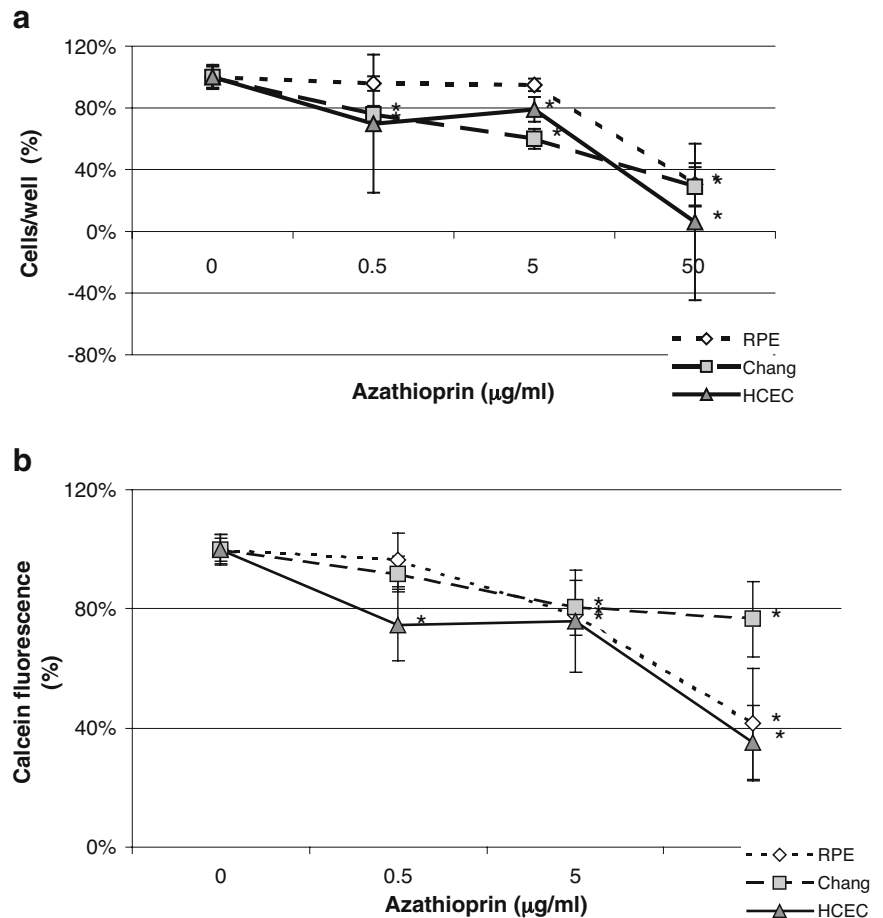 a
120%
80%
40%
0%
-40%
-80%
Cells/well (%)
*
*
*
*
*
*
*
0
0.5
5
50
Azathioprin (µg/ml)
RPE
Chang
HCEC
b
120%
80%
40%
0%
Calcein fluorescence
(%)
*
*
*
*
*
*
*
0
0.5
5
Azathioprin (µg/ml)
RPE
Chang
HCEC